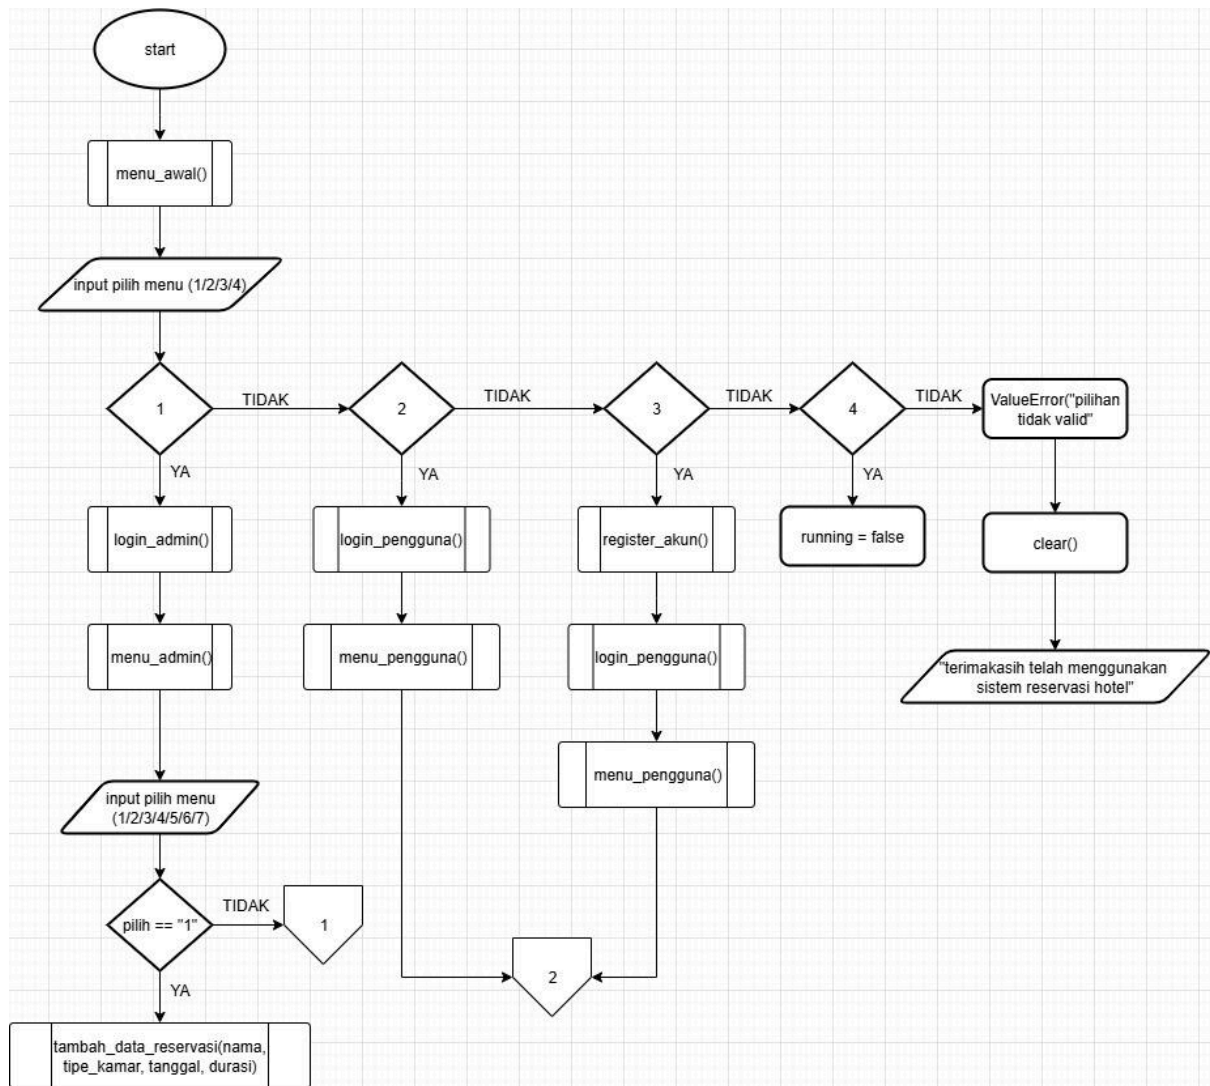 start
menu_awal()
input pilih menu (1/2/3/4)
1
TIDAK
2
TIDAK
3
TIDAK
4
TIDAK
ValueError("pilihan
tidak valid"
YA
YA
YA
YA
login_admin()
login_pengguna()
register_akun()
running = false
clear()
menu_admin()
menu_pengguna()
login_pengguna()
"terimakasih telah menggunakan
sistem reservasi hotel"
menu_pengguna()
input pilih menu
(1/2/3/4/5/6/7)
pilih == "1"
TIDAK
1
2
YA
tambah_data_reservasi(nama,
tipe_kamar, tanggal, durasi)